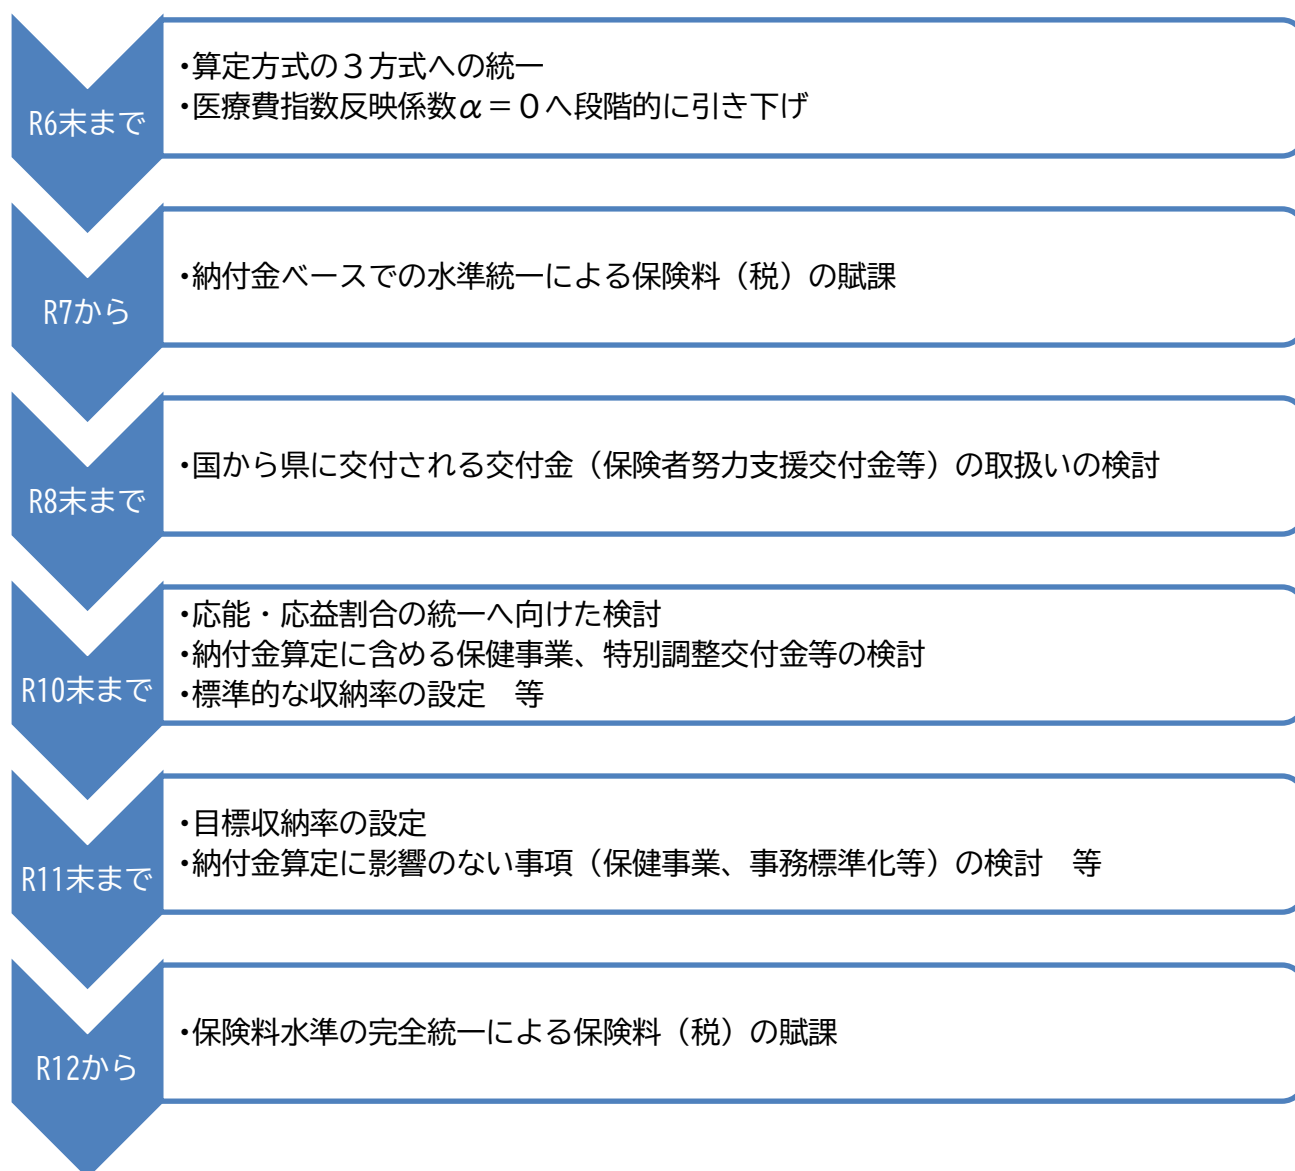 R6末まで
・算定方式の３方式への統一
・医療費指数反映係数α＝０へ段階的に引き下げ
R7から
・納付金ベースでの水準統一による保険料（税）の賦課
R8末まで
・国から県に交付される交付金（保険者努力支援交付金等）の取扱いの検討
R10末まで
・応能・応益割合の統一へ向けた検討
・納付金算定に含める保健事業、特別調整交付金等の検討
・標準的な収納率の設定　等
R11末まで
・目標収納率の設定
・納付金算定に影響のない事項（保健事業、事務標準化等）の検討　等
R12から
・保険料水準の完全統一による保険料（税）の賦課